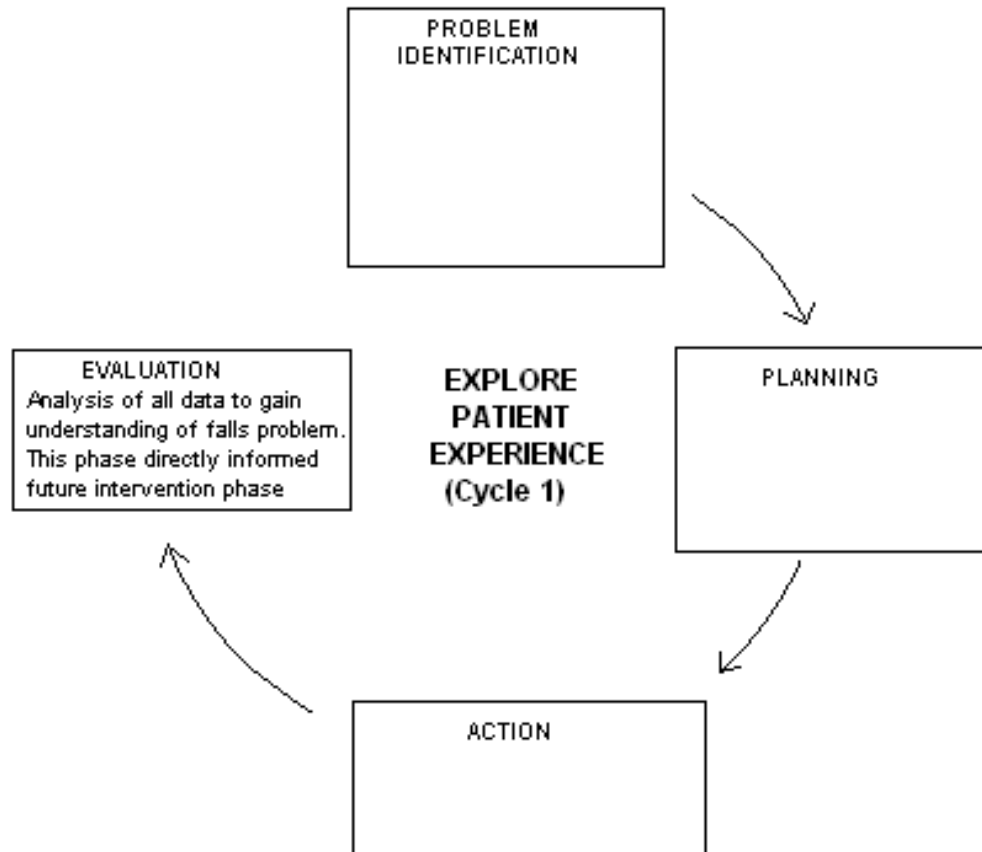 PROBLEM
IDENTIFICATION
EVALUATION
Analysis of all data to gain
understanding of falls problem.
This phase directly informed
future intervention phase
EXPLORE
PATIENT
EXPERIENCE
(Cycle 1)
PLANNING
ACTION